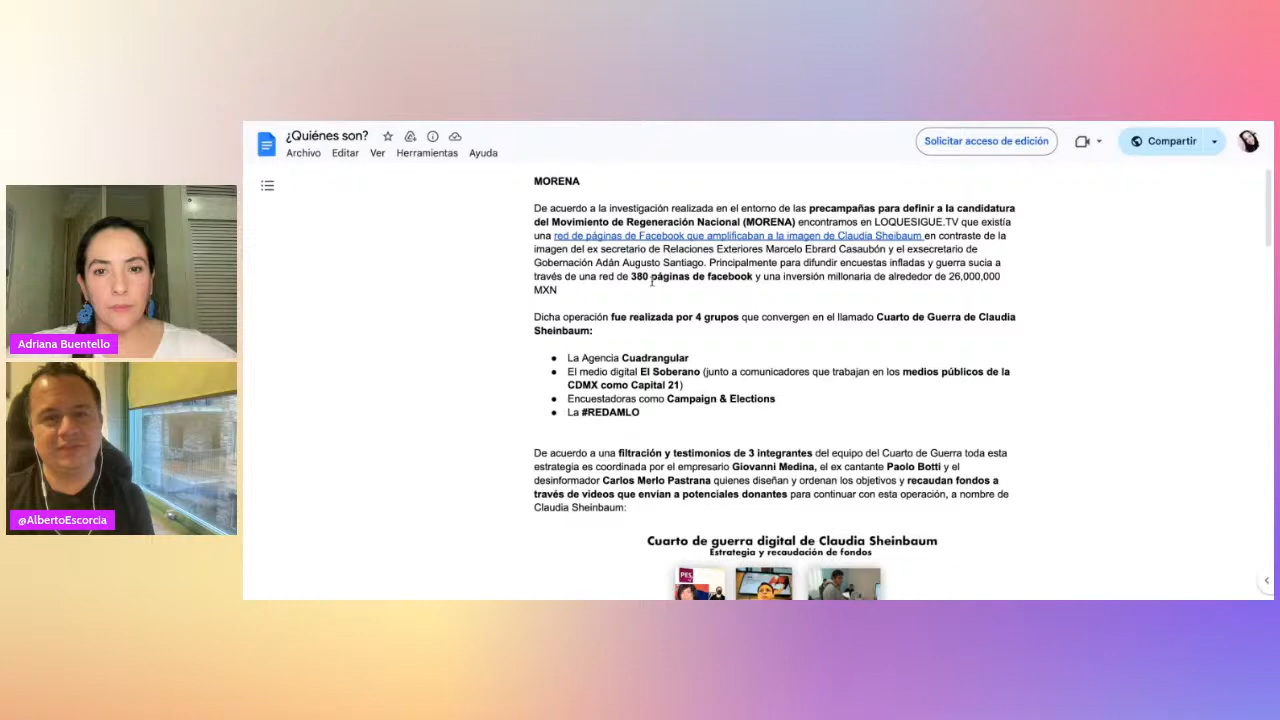 ¿Quiénes son?
Archivo Editar Ver Herramientas Ayuda
Solicitar acceso de edición
Compartir
MORENA
De acuerdo a la investigación realizada en el entorno de las precampañas para definir a la candidatura
del Movimiento de Regeneración Nacional (MORENA) encontramos en LOQUESIGUE.TV que existía
una red de páginas de Facebook que amplificaban a la imagen de Claudia Sheibaum en contraste de la
imagen del ex secretario de Relaciones Exteriores Marcelo Ebrard Casaubón y el exsecretario de
Gobernación Adán Augusto Santiago. Principalmente para difundir encuestas infladas y guerra sucia a
través de una red de 380 páginas de facebook y una inversión millonaria de alrededor de 26,000,000
MXN
Dicha operación fue realizada por 4 grupos que convergen en el llamado Cuarto de Guerra de Claudia
Sheinbaum:
● La Agencia Cuadrangular
● El medio digital El Soberano (junto a comunicadores que trabajan en los medios públicos de la
CDMX como Capital 21)
● Encuestadoras como Campaign & Elections
● La #REDAMLO
De acuerdo a una filtración y testimonios de 3 integrantes del equipo del Cuarto de Guerra toda esta
estrategia es coordinada por el empresario Giovanni Medina, el ex cantante Paolo Botti y el
desinformador Carlos Merlo Pastrana quienes diseñan y ordenan los objetivos y recaudan fondos a
través de videos que envían a potenciales donantes para continuar con esta operación, a nombre de
Claudia Sheinbaum:
Cuarto de guerra digital de Claudia Sheinbaum
Estrategia y recaudación de fondos
PES
Adriana Buentello
@AlbertoEscorcia